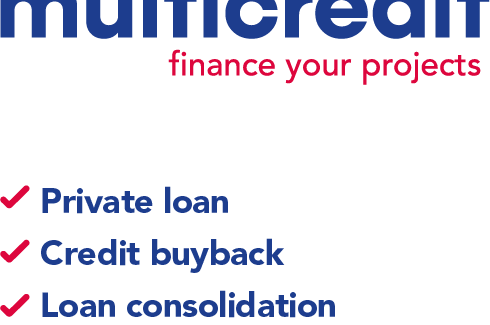 multicredit
finance your projects
Private loan
Credit buyback
Loan consolidation